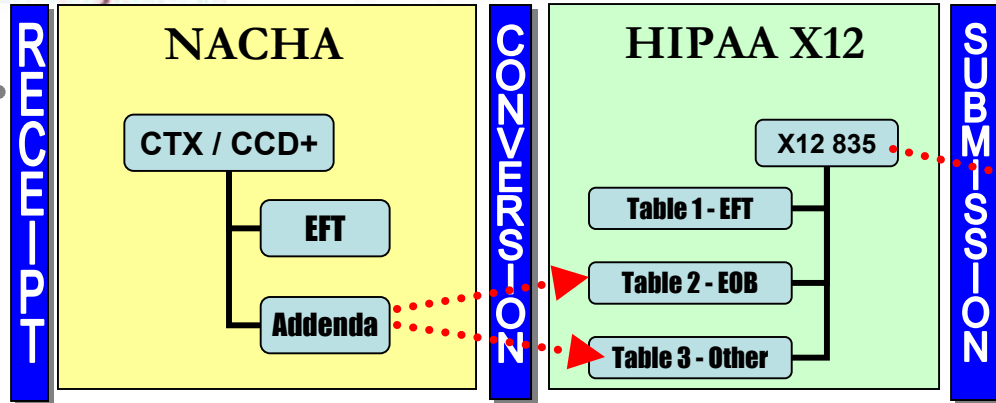 RECEIPT
NACHA
CTX / CCD+
EFT
Addenda
CONVERSION
HIPAA X12
X12 835
Table 1 - EFT
Table 2 - EOB
Table 3 - Other
SUBMISSION